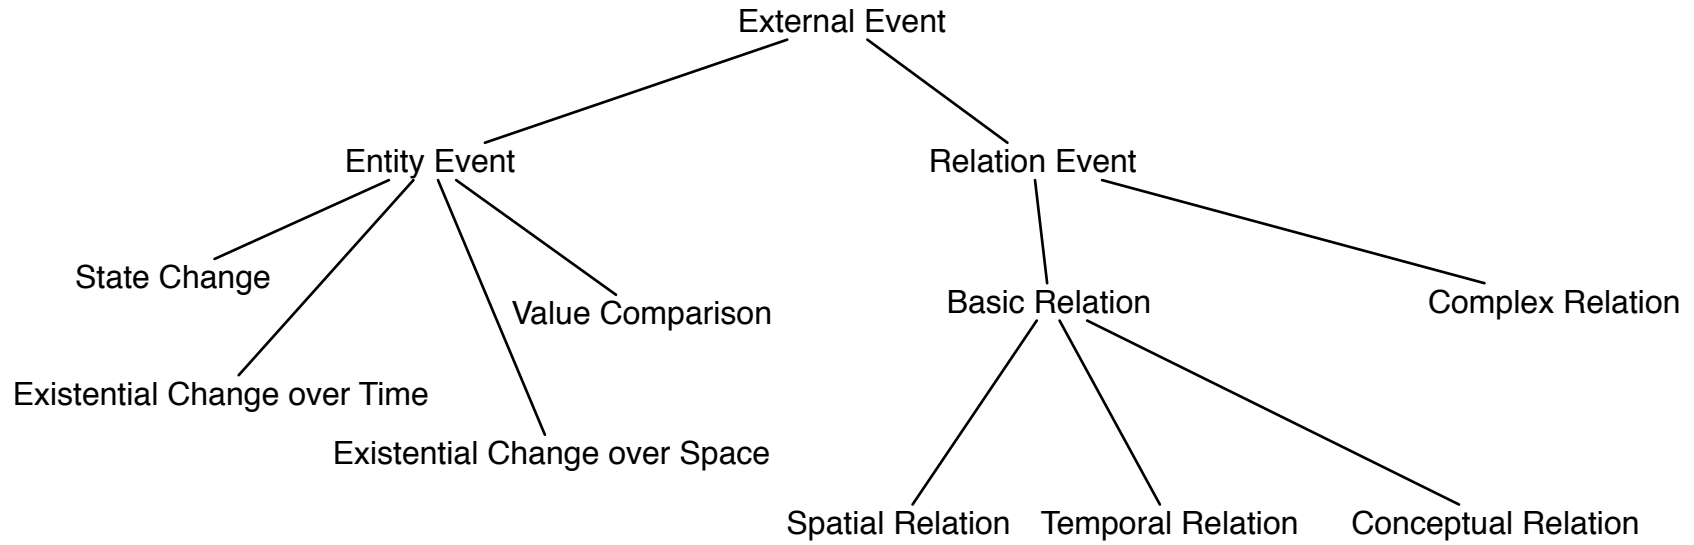 External Event
Entity Event
Relation Event
State Change
Value Comparison
Basic Relation
Complex Relation
Existential Change over Time
Existential Change over Space
Spatial Relation
Temporal Relation
Conceptual Relation